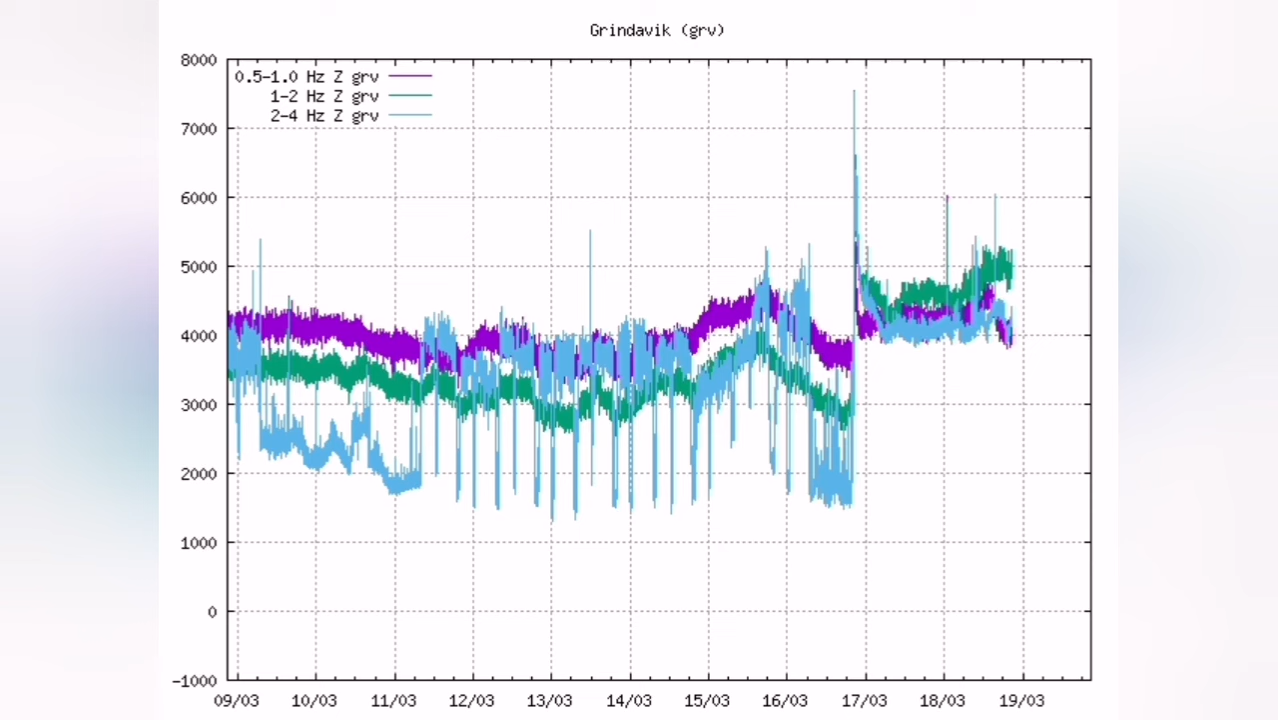 Grindavik (grv)
8000
7000
6000
5000
4000
3000
2000
1000
0
-1000
0.5-1.0 Hz Z grv
1-2 Hz Z grv
2-4 Hz Z grv
09/03 10/03 11/03 12/03 13/03 14/03 15/03 16/03 17/03 18/03 19/03